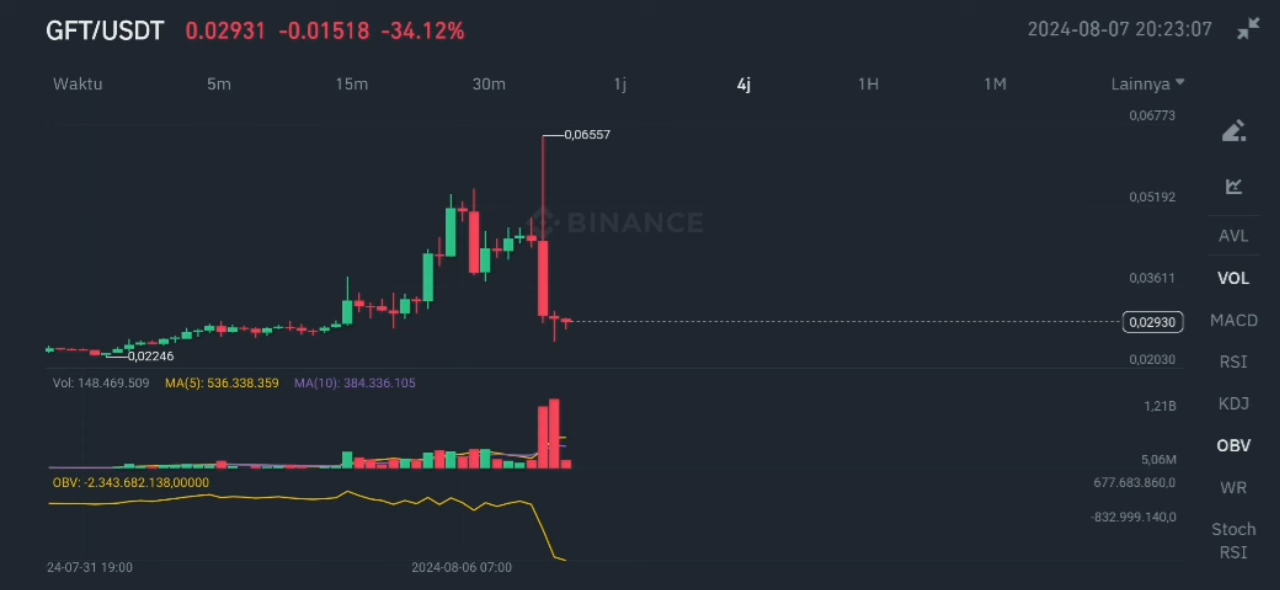 GFT/USDT 0.02931 -0.01518 -34.12% 2024-08-07 20:23:07
Waktu 5m 15m 30m 1j 4j 1H 1M Lainnya
0,06773
0,06557
0,05192
BINANCE
AVL
0,03611
VOL
0,02930
MACD
0,02246
0,02030
RSI
Vol: 148.469.509 MA(5): 536.338.359 MA(10): 384.336.105
1,21B
KDJ
OBV
5,06M
OBV: -2.343.682.138,00000
677.683.860,0
WR
-832.999.140,0
Stoch
RSI
24-07-31 19:00 2024-08-06 07:00